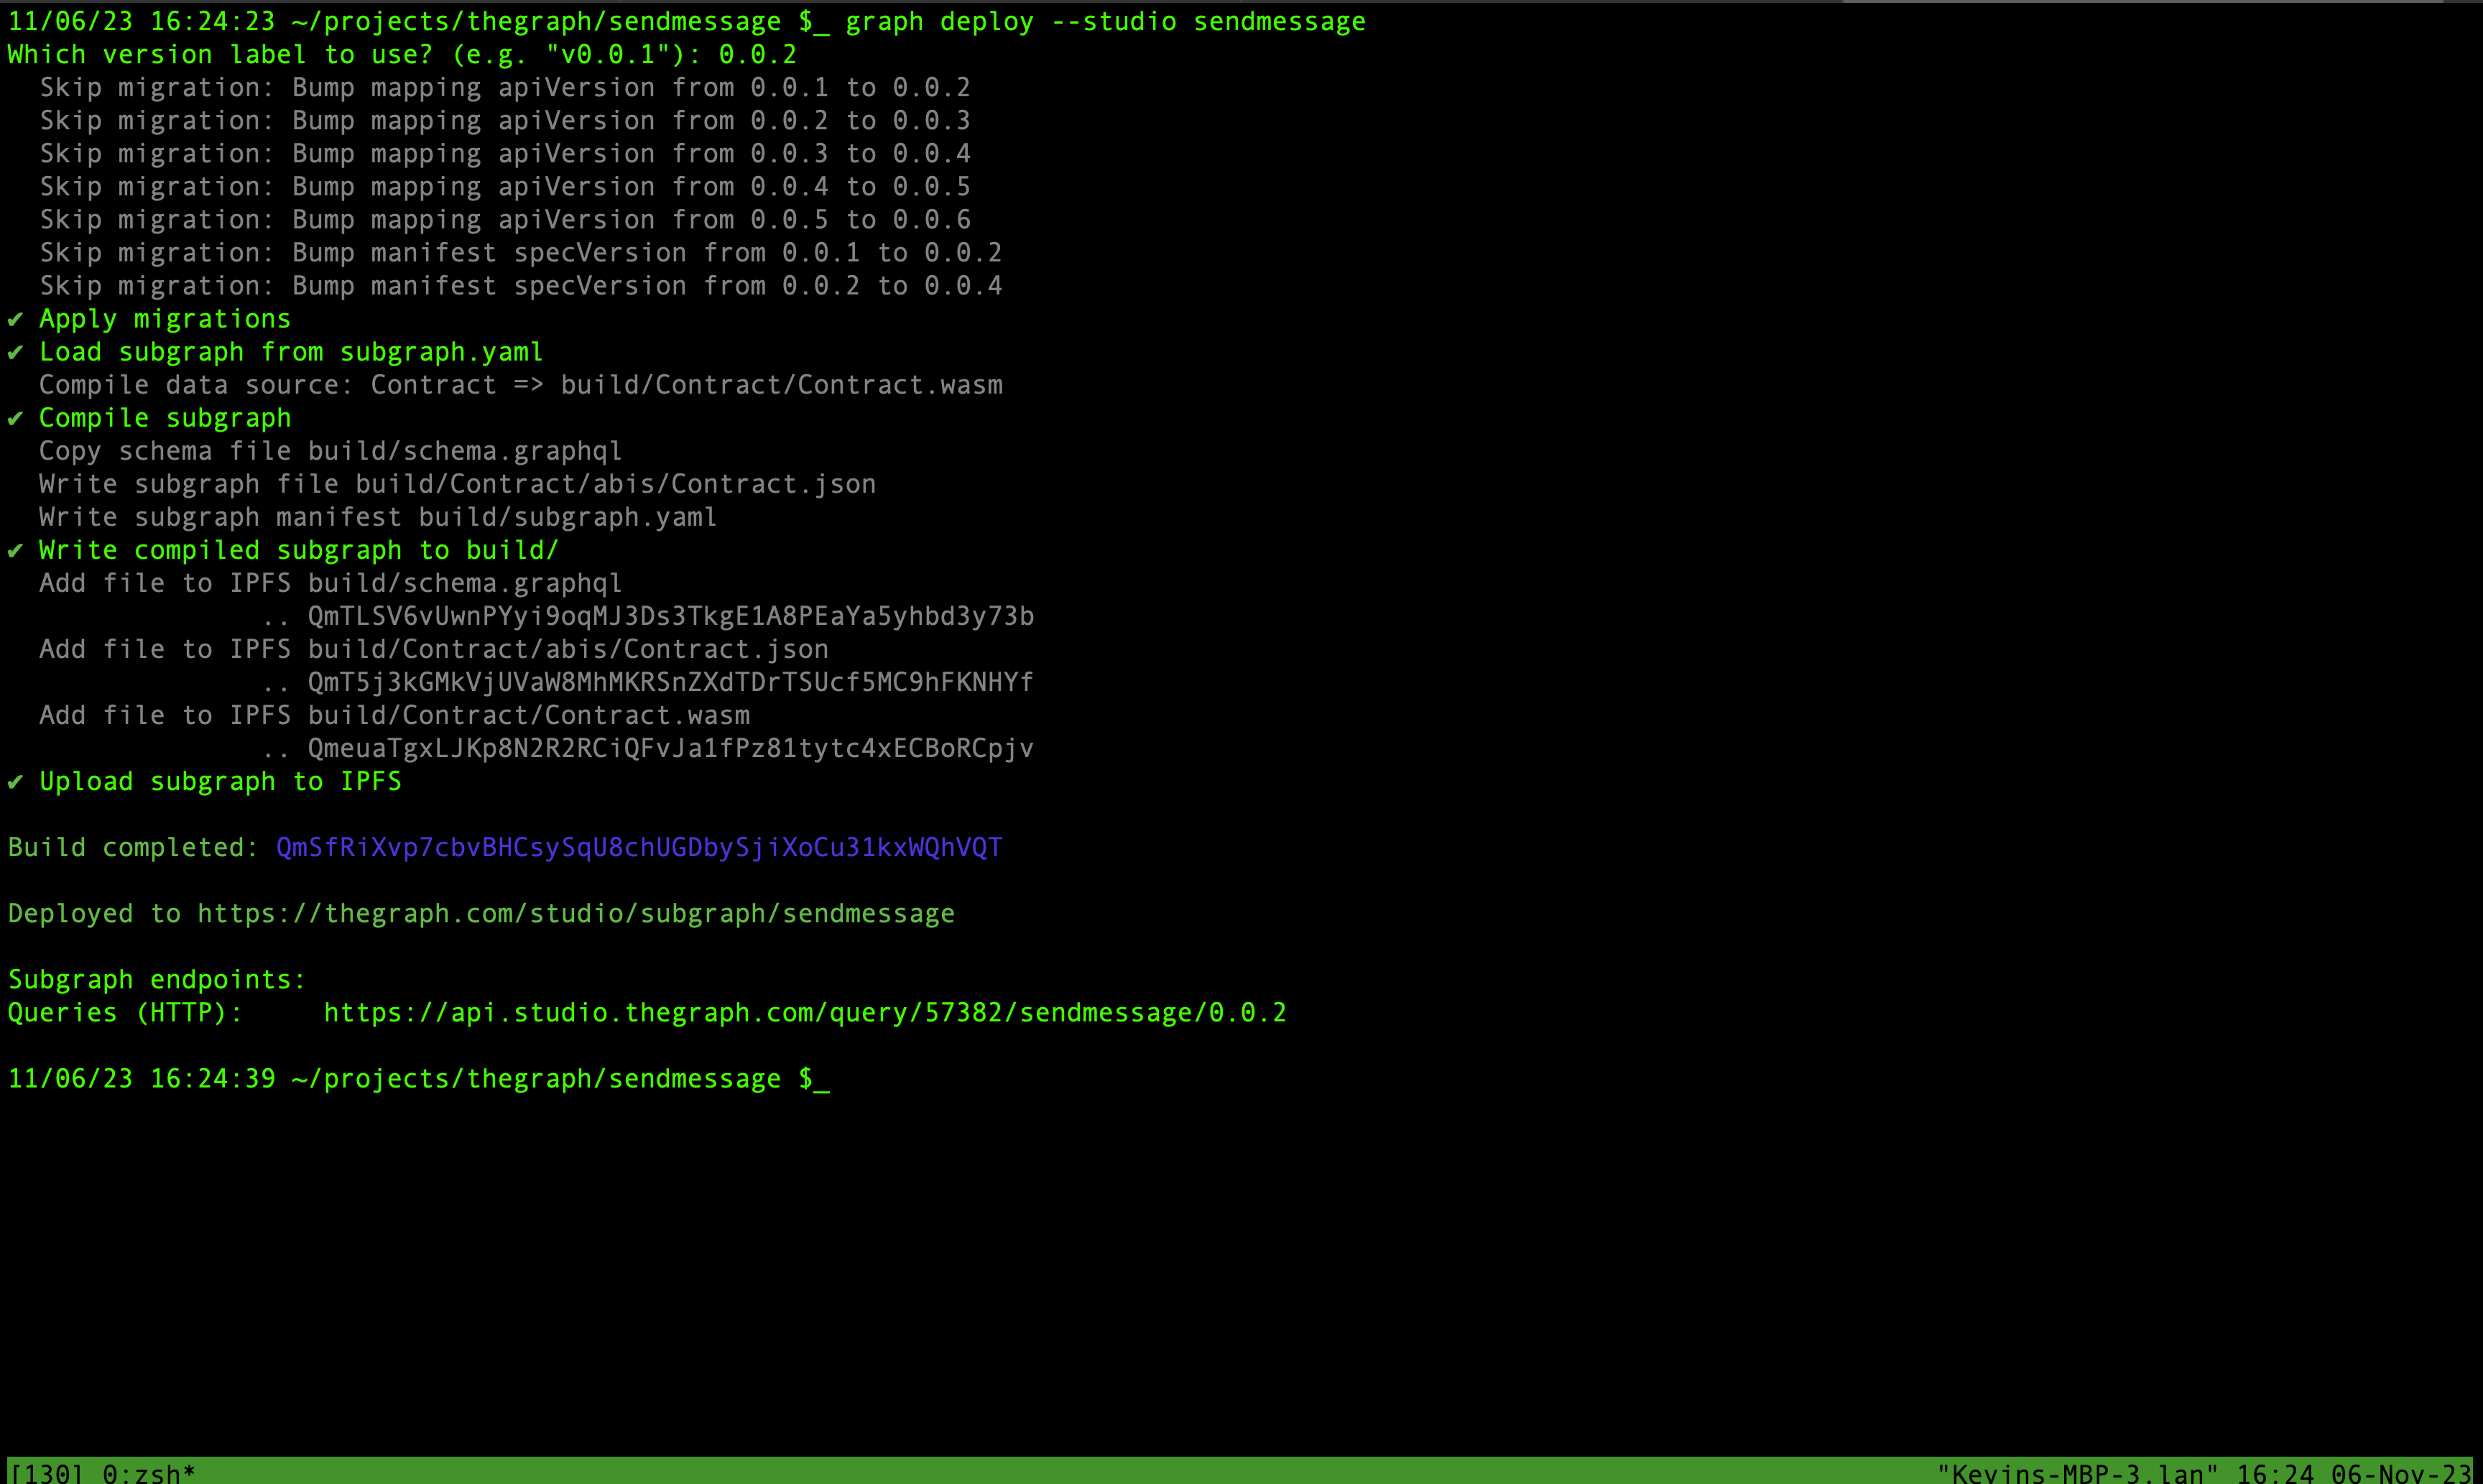 11/06/23 16:24:23 ~/projects/thegraph/sendmessage $_ graph deploy --studio sendmessage
Which version label to use? (e.g. "v0.0.1"): 0.0.2
  Skip migration: Bump mapping apiVersion from 0.0.1 to 0.0.2
  Skip migration: Bump mapping apiVersion from 0.0.2 to 0.0.3
  Skip migration: Bump mapping apiVersion from 0.0.3 to 0.0.4
  Skip migration: Bump mapping apiVersion from 0.0.4 to 0.0.5
  Skip migration: Bump mapping apiVersion from 0.0.5 to 0.0.6
  Skip migration: Bump manifest specVersion from 0.0.1 to 0.0.2
  Skip migration: Bump manifest specVersion from 0.0.2 to 0.0.4
✔ Apply migrations
✔ Load subgraph from subgraph.yaml
  Compile data source: Contract => build/Contract/Contract.wasm
✔ Compile subgraph
  Copy schema file build/schema.graphql
  Write subgraph file build/Contract/abis/Contract.json
  Write subgraph manifest build/subgraph.yaml
✔ Write compiled subgraph to build/
  Add file to IPFS build/schema.graphql
                .. QmTLSV6vUwnPYyi9oqMJ3Ds3TkgE1A8PEaYa5yhbd3y73b
  Add file to IPFS build/Contract/abis/Contract.json
                .. QmT5j3kGMkVjUVaW8MhMKRSnZXdTDrTSUcf5MC9hFKNHYf
  Add file to IPFS build/Contract/Contract.wasm
                .. QmeuaTgxLJKp8N2R2RCiQFvJa1fPz81tytc4xECBoRCpjv
✔ Upload subgraph to IPFS

Build completed: QmSfRiXvp7cbvBHCsySqU8chUGDbySjiXoCu31kxWQhVQT

Deployed to https://thegraph.com/studio/subgraph/sendmessage

Subgraph endpoints:
Queries (HTTP):     https://api.studio.thegraph.com/query/57382/sendmessage/0.0.2

11/06/23 16:24:39 ~/projects/thegraph/sendmessage $_
[130] 0:zsh* "Kevins-MBP-3.lan" 16:24 06-Nov-23